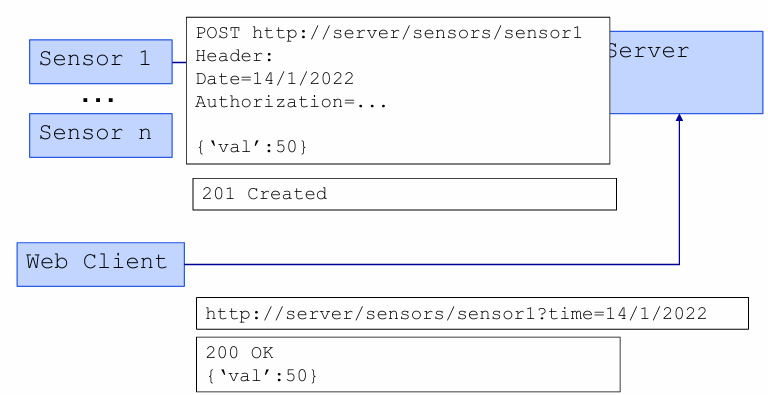 POST http://server/sensors/sensor1
Header:
Date=14/1/2022
Authorization=...
{‘val’:50}
Server
Sensor 1
...
Sensor n
201 Created
Web Client
http://server/sensors/sensor1?time=14/1/2022
200 OK
{‘val’:50}